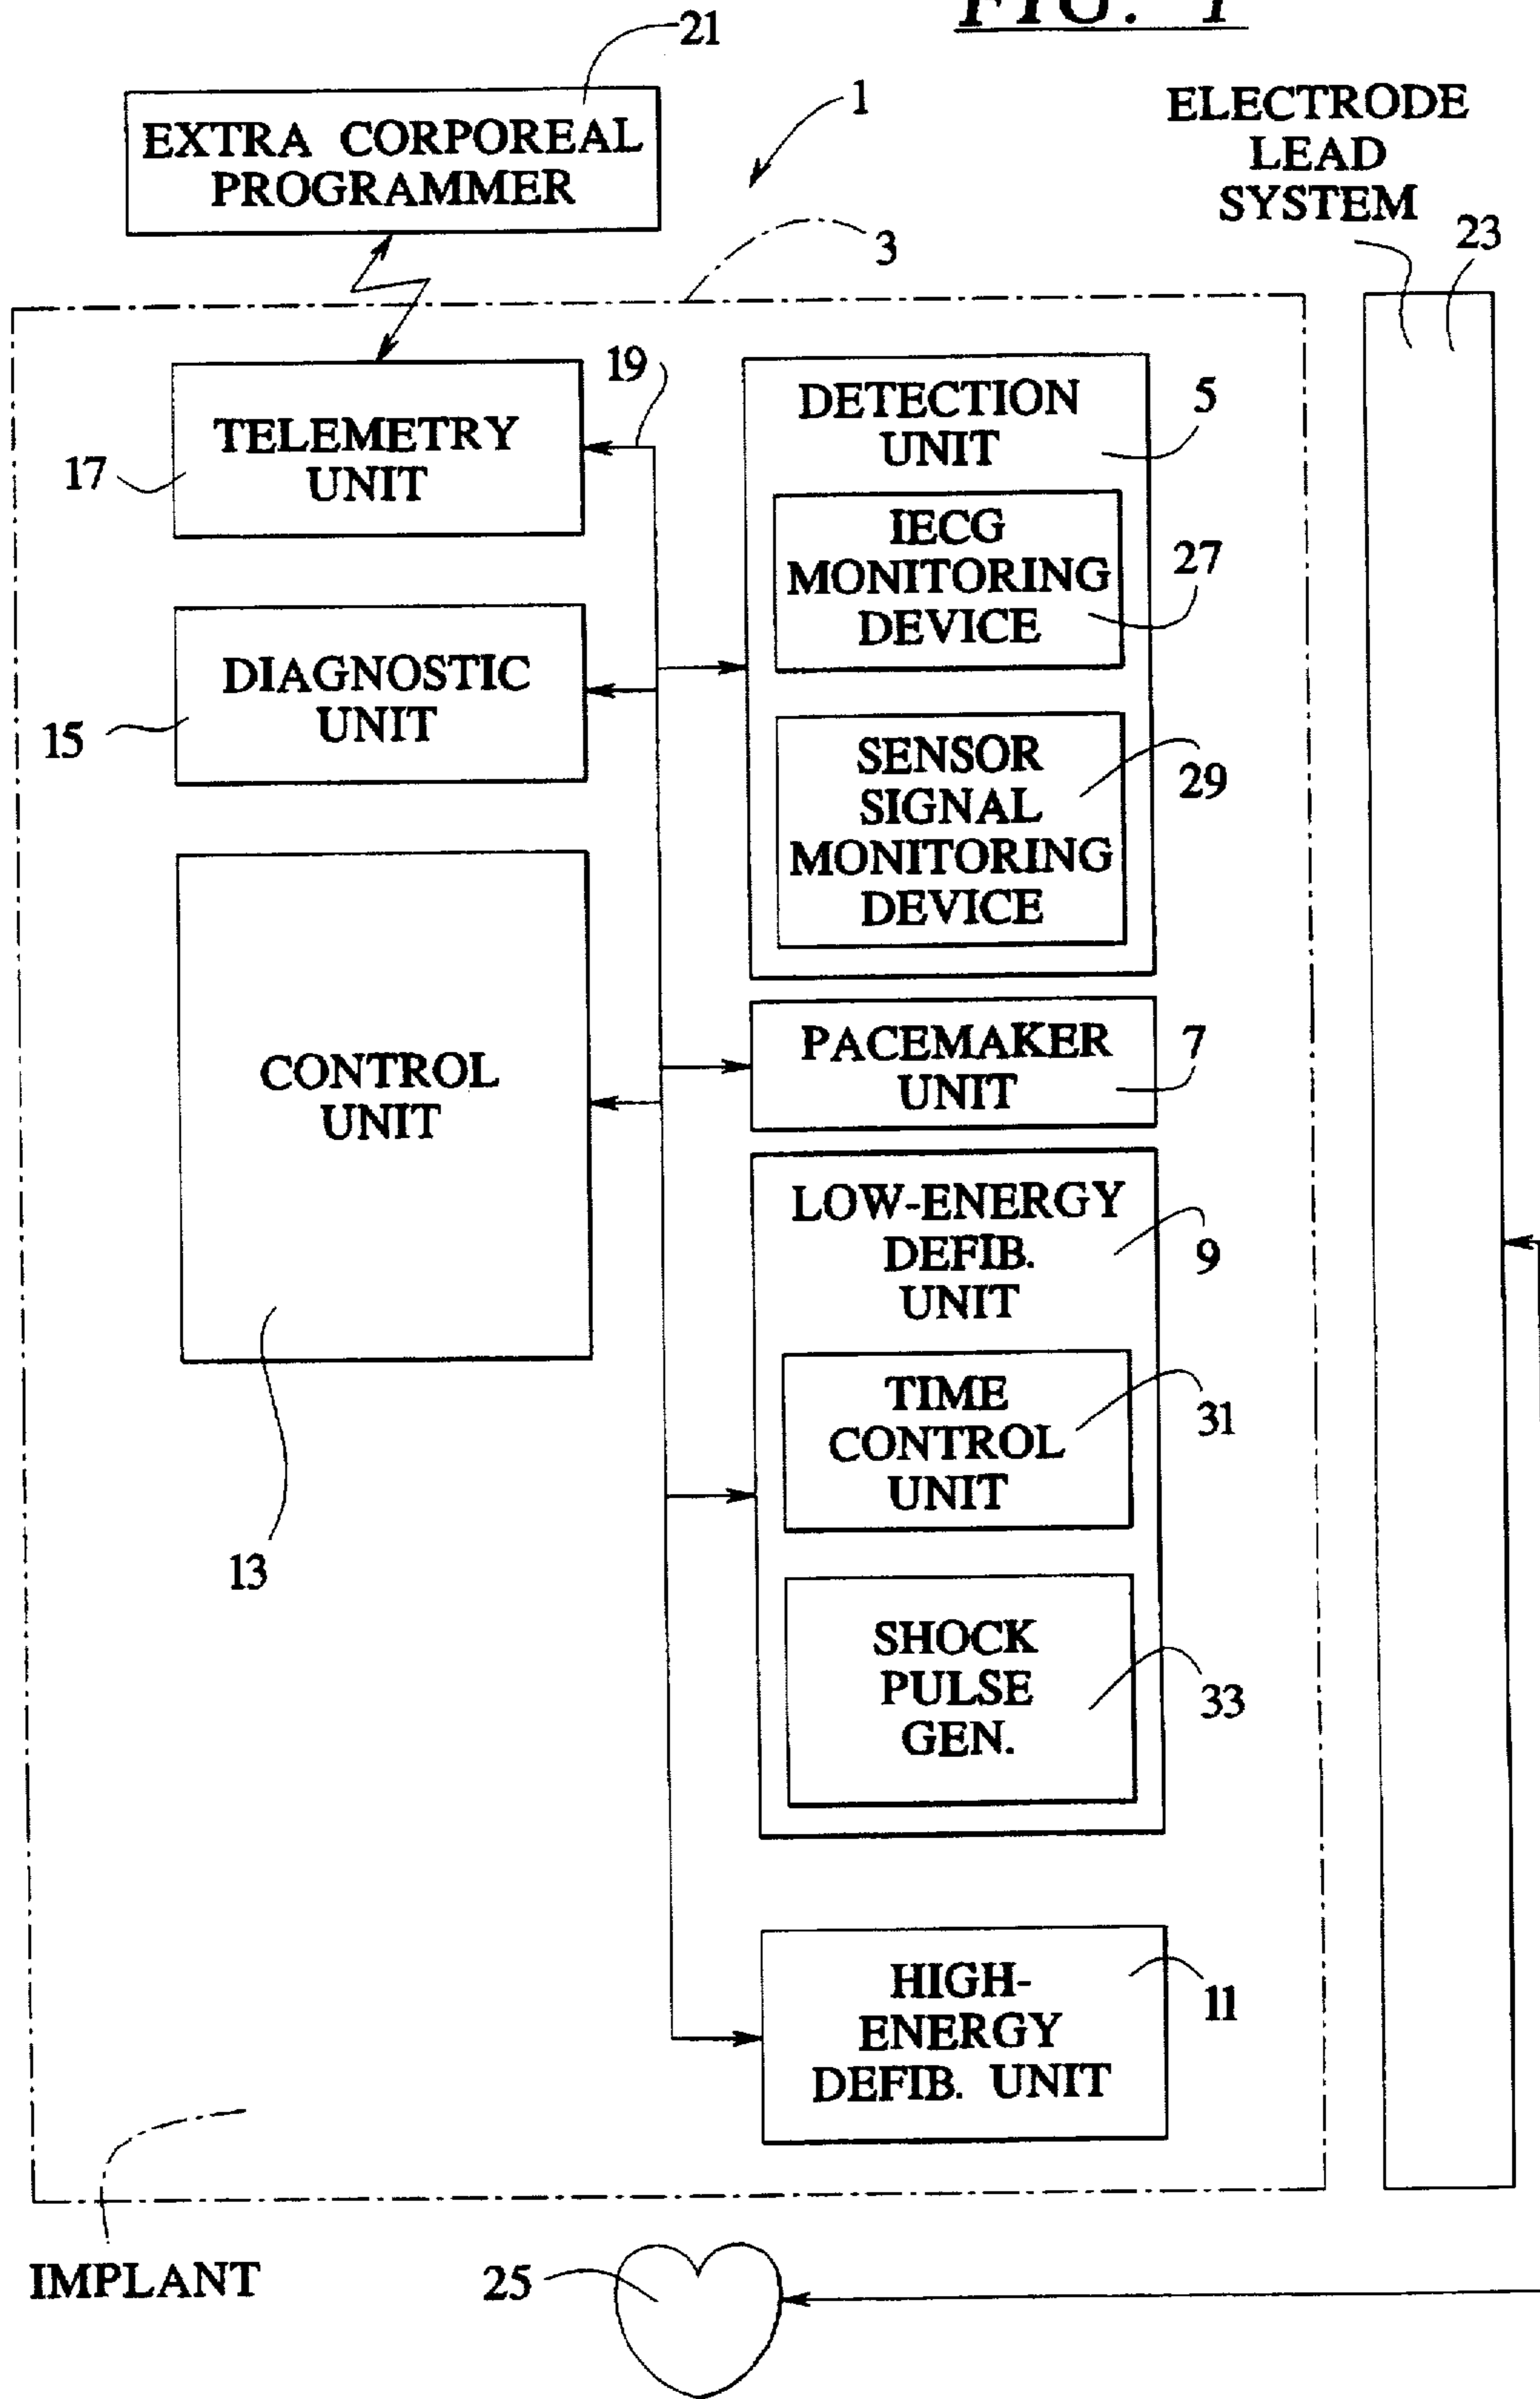 FIG. 1
21
EXTRA CORPOREAL
PROGRAMMER
1
ELECTRODE
LEAD
SYSTEM
23
3
19
TELEMETRY
UNIT
17
DETECTION
UNIT
5
IECG
MONITORING
DEVICE
27
DIAGNOSTIC
UNIT
15
SENSOR
SIGNAL
MONITORING
DEVICE
29
CONTROL
UNIT
13
PACEMAKER
UNIT
7
LOW-ENERGY
DEFIB.
UNIT
9
TIME
CONTROL
UNIT
31
SHOCK
PULSE
GEN.
33
HIGH-
ENERGY
DEFIB. UNIT
11
IMPLANT
25